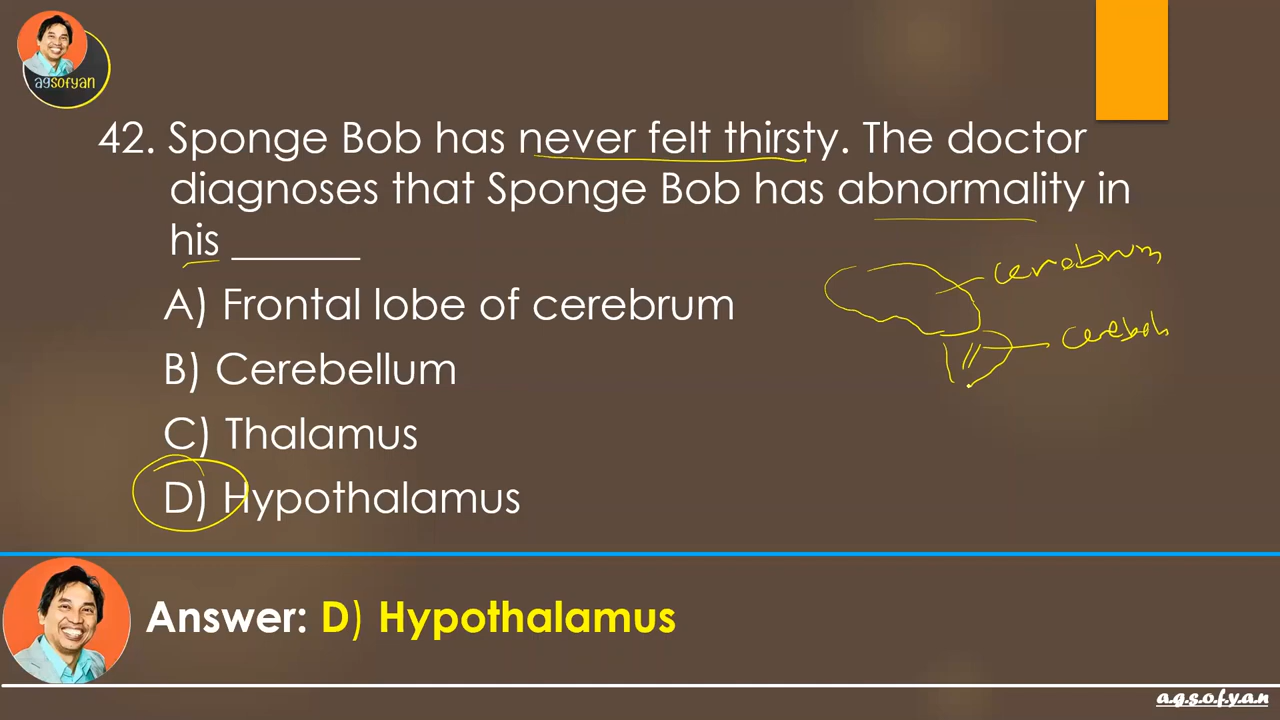 agsofyan
42. Sponge Bob has never felt thirsty. The doctor
diagnoses that Sponge Bob has abnormality in
his ______
cerebrum
A) Frontal lobe of cerebrum
B) Cerebellum
C) Thalamus
D) Hypothalamus
Answer: D) Hypothalamus
a.g.s.o.f.y.a.n